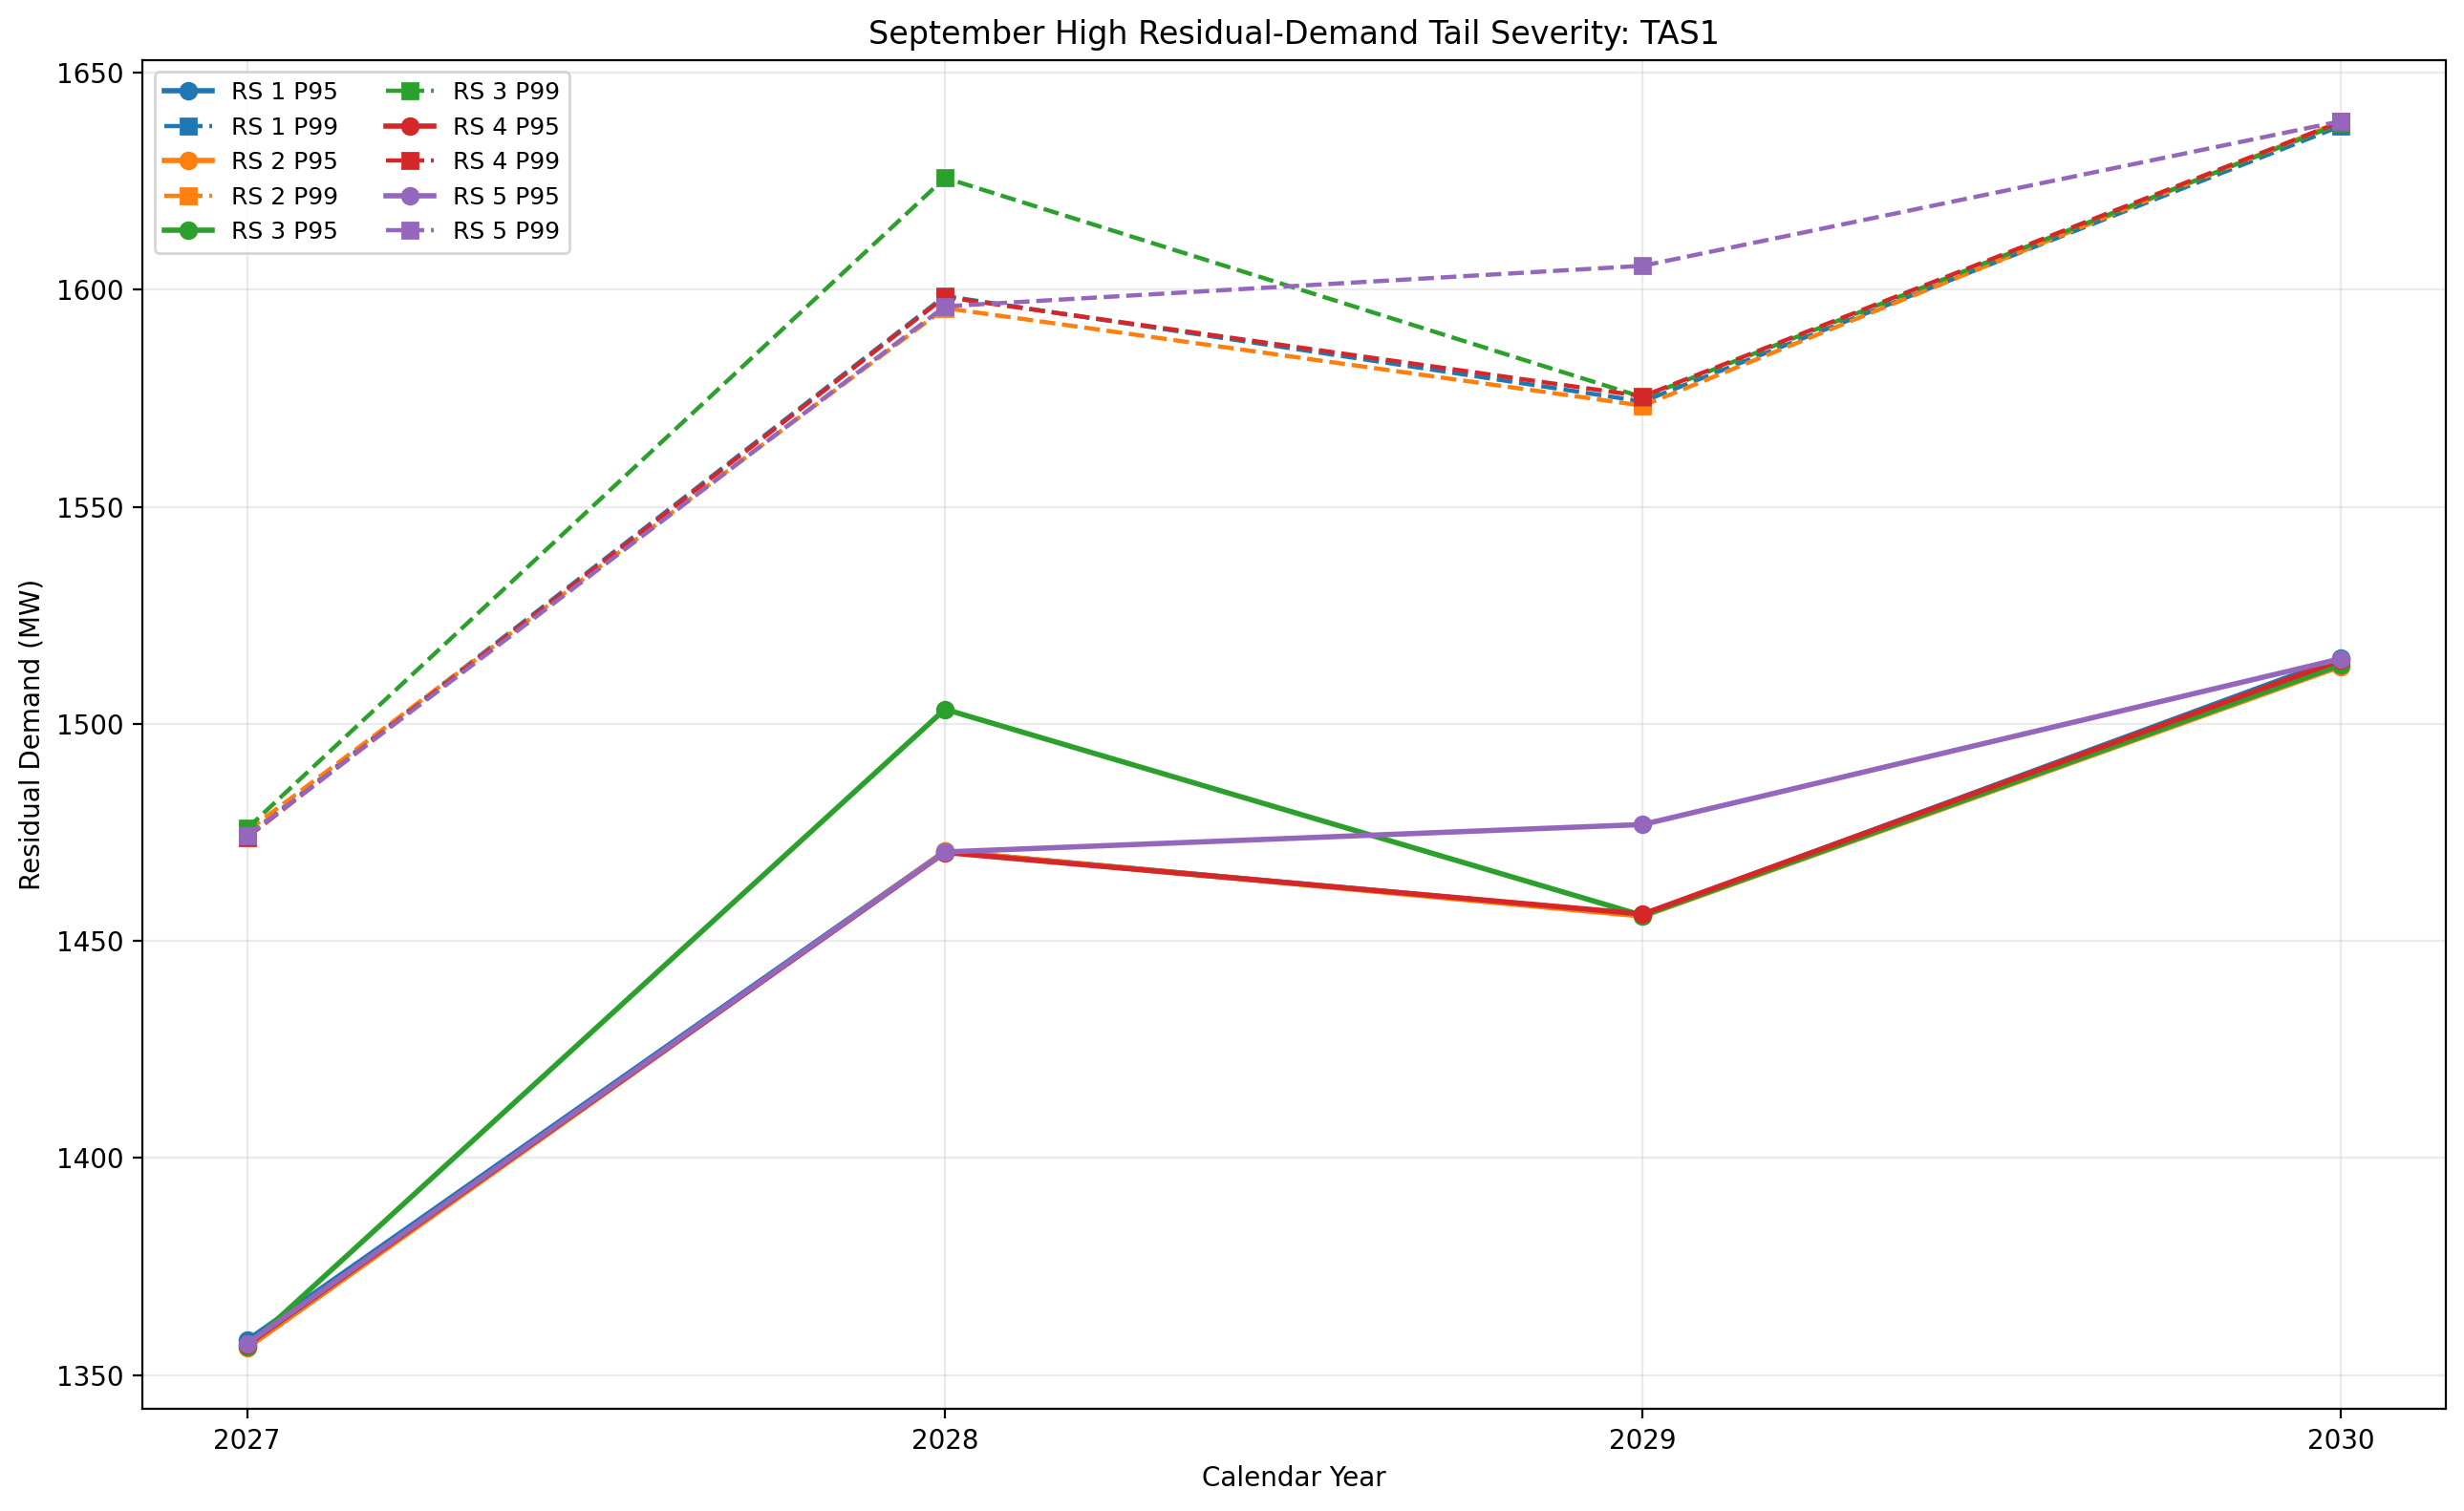 September High Residual-Demand Tail Severity: TAS1
RS 1 P95
RS 1 P99
RS 2 P95
RS 2 P99
RS 3 P95
RS 3 P99
RS 4 P95
RS 4 P99
RS 5 P95
RS 5 P99
Residual Demand (MW)
1650
1600
1550
1500
1450
1400
1350
2027
2028
2029
2030
Calendar Year